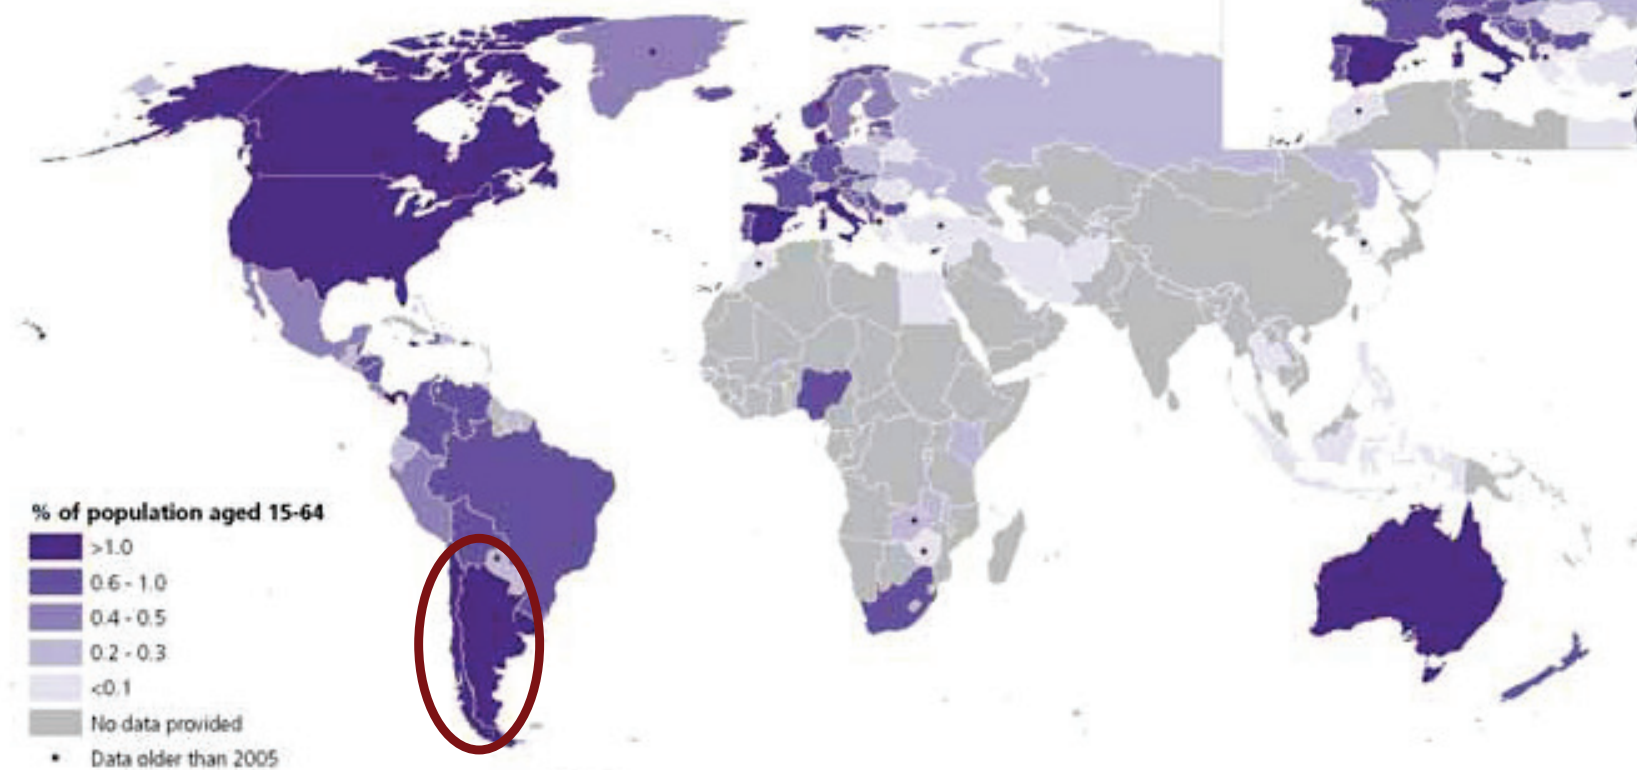 % of population aged 15-64
>1.0
0.6 - 1.0
0.4 - 0.5
0.2 - 0.3
<0.1
No data provided
Data older than 2005